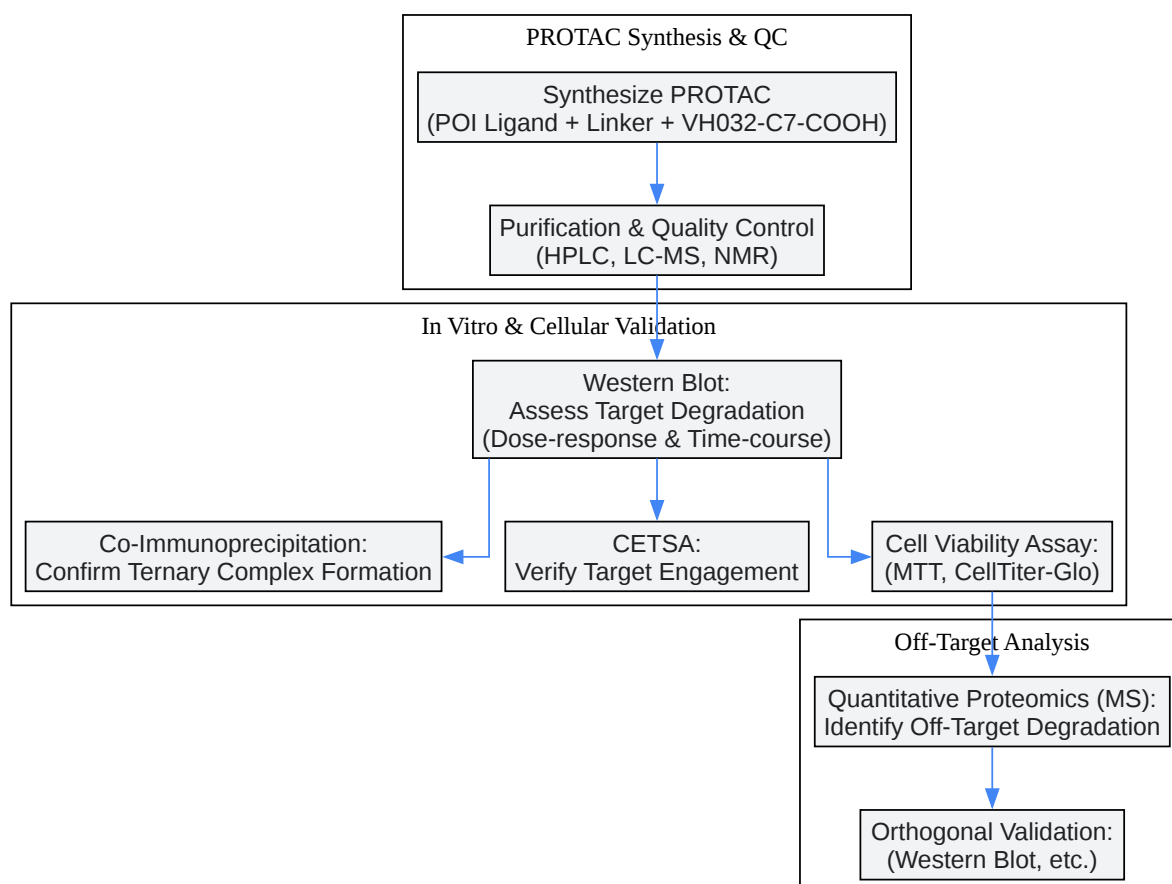 PROTAC Synthesis & QC
Synthesize PROTAC
(POI Ligand + Linker + VH032-C7-COOH)
Purification & Quality Control
(HPLC, LC-MS, NMR)
In Vitro & Cellular Validation
Western Blot:
Assess Target Degradation
(Dose-response & Time-course)
Co-Immunoprecipitation:
Confirm Ternary Complex Formation
CETSA:
Verify Target Engagement
Cell Viability Assay:
(MTT, CellTiter-Glo)
Off-Target Analysis
Quantitative Proteomics (MS):
Identify Off-Target Degradation
Orthogonal Validation:
(Western Blot, etc.)